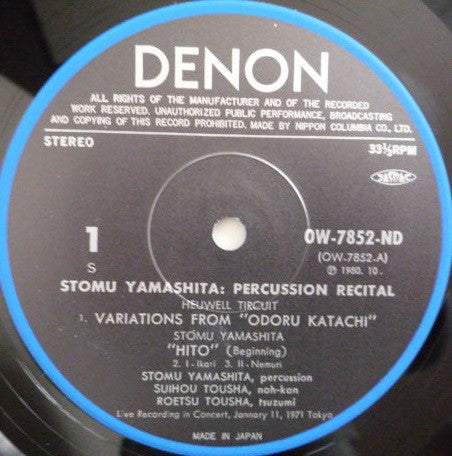 DENON
ALL RIGHTS OF THE MANUFACTURER AND OF THE RECORDED
WORK RESERVED. UNAUTHORIZED PUBLIC PERFORMANCE, BROADCASTING
AND COPYING OF THIS RECORD PROHIBITED. MADE BY NIPPON COLUMBIA CO., LTD.
STEREO 33⅓RPM
JASRAC
1 OW-7852-ND
S (OW-7852-A)
Ⓟ 1980. 10.
STOMU YAMASHITA: PERCUSSION RECITAL
HEUWELL TIRCUIT
1. VARIATIONS FROM "ODORU KATACHI"
STOMU YAMASHITA
"HITO" (Beginning)
2. I-Ikari 3. II-Nemuri
STOMU YAMASHITA, percussion
SUIHOU TOUSHA, noh-kan
ROETSU TOUSHA, tsuzumi
Live Recording in Concert, January 11, 1971 Tokyo
MADE IN JAPAN